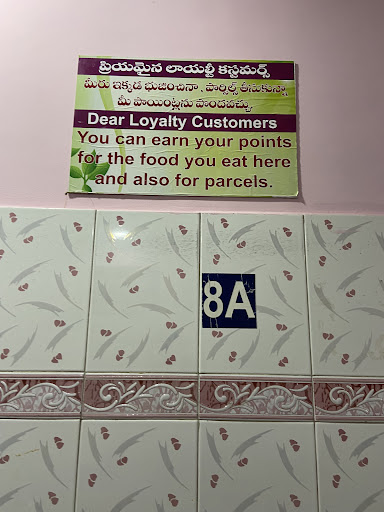 ప్రియమైన లాయల్టీ కస్టమర్స్
మీరు ఇక్కడ భుజించినా, పార్సిల్స్ తీసుకున్నా
మీ పాయింట్లను పొందవచ్చు.
Dear Loyalty Customers
You can earn your points
for the food you eat here
and also for parcels.
8A